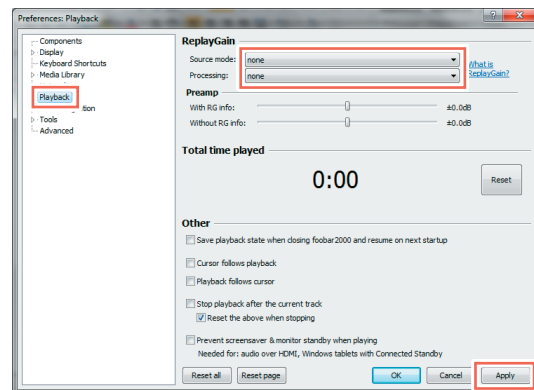 Preferences: Playback
Components
Display
Keyboard Shortcuts
Media Library
Playback
tion
Tools
Advanced
ReplayGain
Source mode: none
Processing: none
What is ReplayGain?
Preamp
With RG info: ±0.0dB
Without RG info: ±0.0dB
Total time played
0:00
Reset
Other
Save playback state when closing foobar2000 and resume on next startup
Cursor follows playback
Playback follows cursor
Stop playback after the current track
Reset the above when stopping
Prevent screensaver & monitor standby when playing
Needed for: audio over HDMI, Windows tablets with Connected Standby
Reset all Reset page OK Cancel Apply